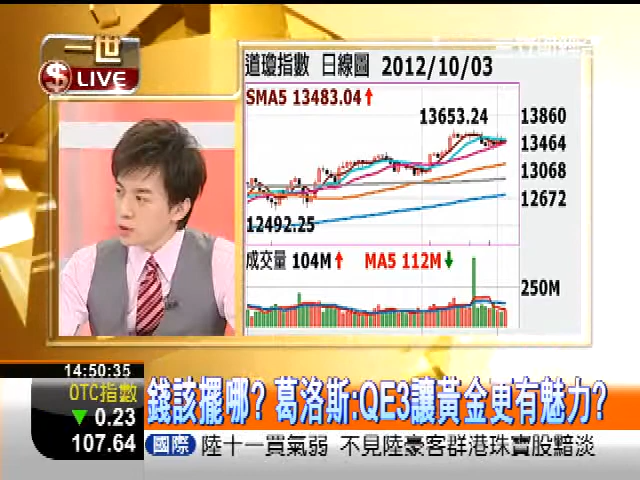 一世
$ LIVE
道瓊指數 日線圖 2012/10/03
SMA5 13483.04↑
13653.24
13860
13464
13068
12672
12492.25
成交量 104M↑ MA5 112M↓
250M
14:50:35
OTC指數
▼ 0.23
107.64
錢該擺哪? 葛洛斯:QE3讓黃金更有魅力?
國際 陸十一買氣弱 不見陸豪客群港珠寶股黯淡